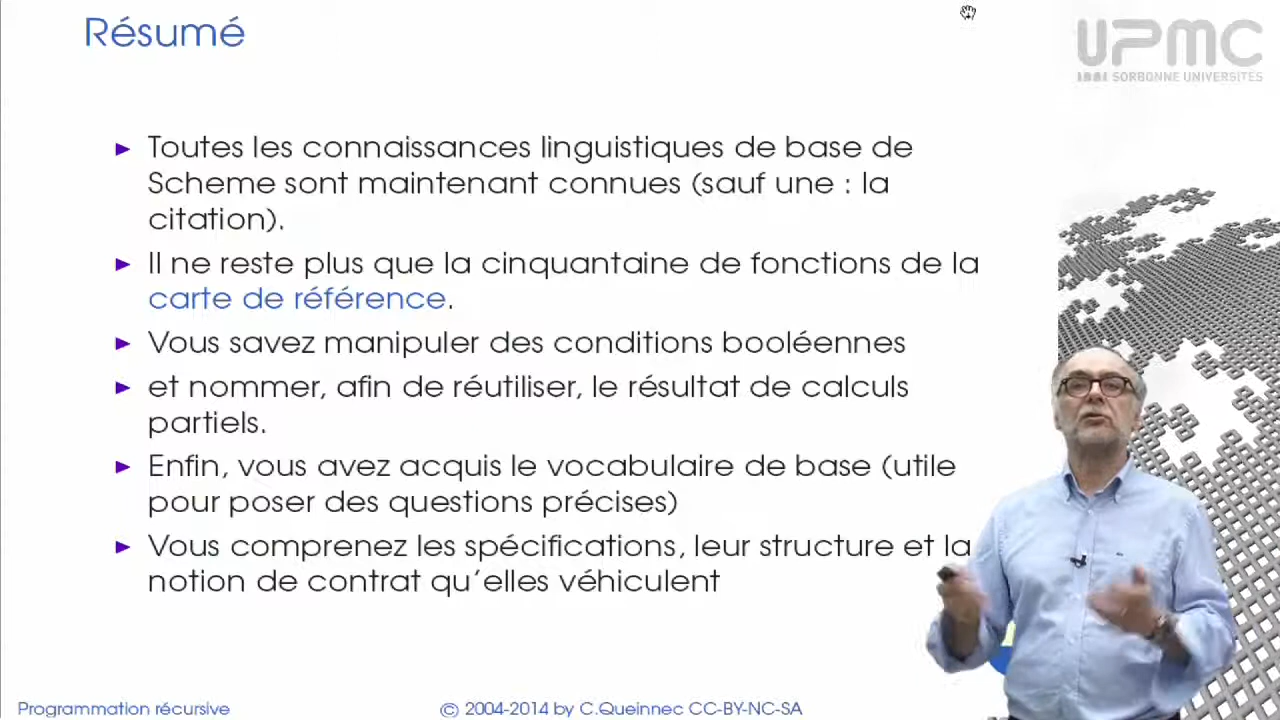 Résumé
UPMC
SORBONNE UNIVERSITÉS
Toutes les connaissances linguistiques de base de
Scheme sont maintenant connues (sauf une : la
citation).
Il ne reste plus que la cinquantaine de fonctions de la
carte de référence.
Vous savez manipuler des conditions booléennes
et nommer, afin de réutiliser, le résultat de calculs
partiels.
Enfin, vous avez acquis le vocabulaire de base (utile
pour poser des questions précises)
Vous comprenez les spécifications, leur structure et la
notion de contrat qu'elles véhiculent
Programmation récursive
© 2004-2014 by C.Queinnec CC-BY-NC-SA